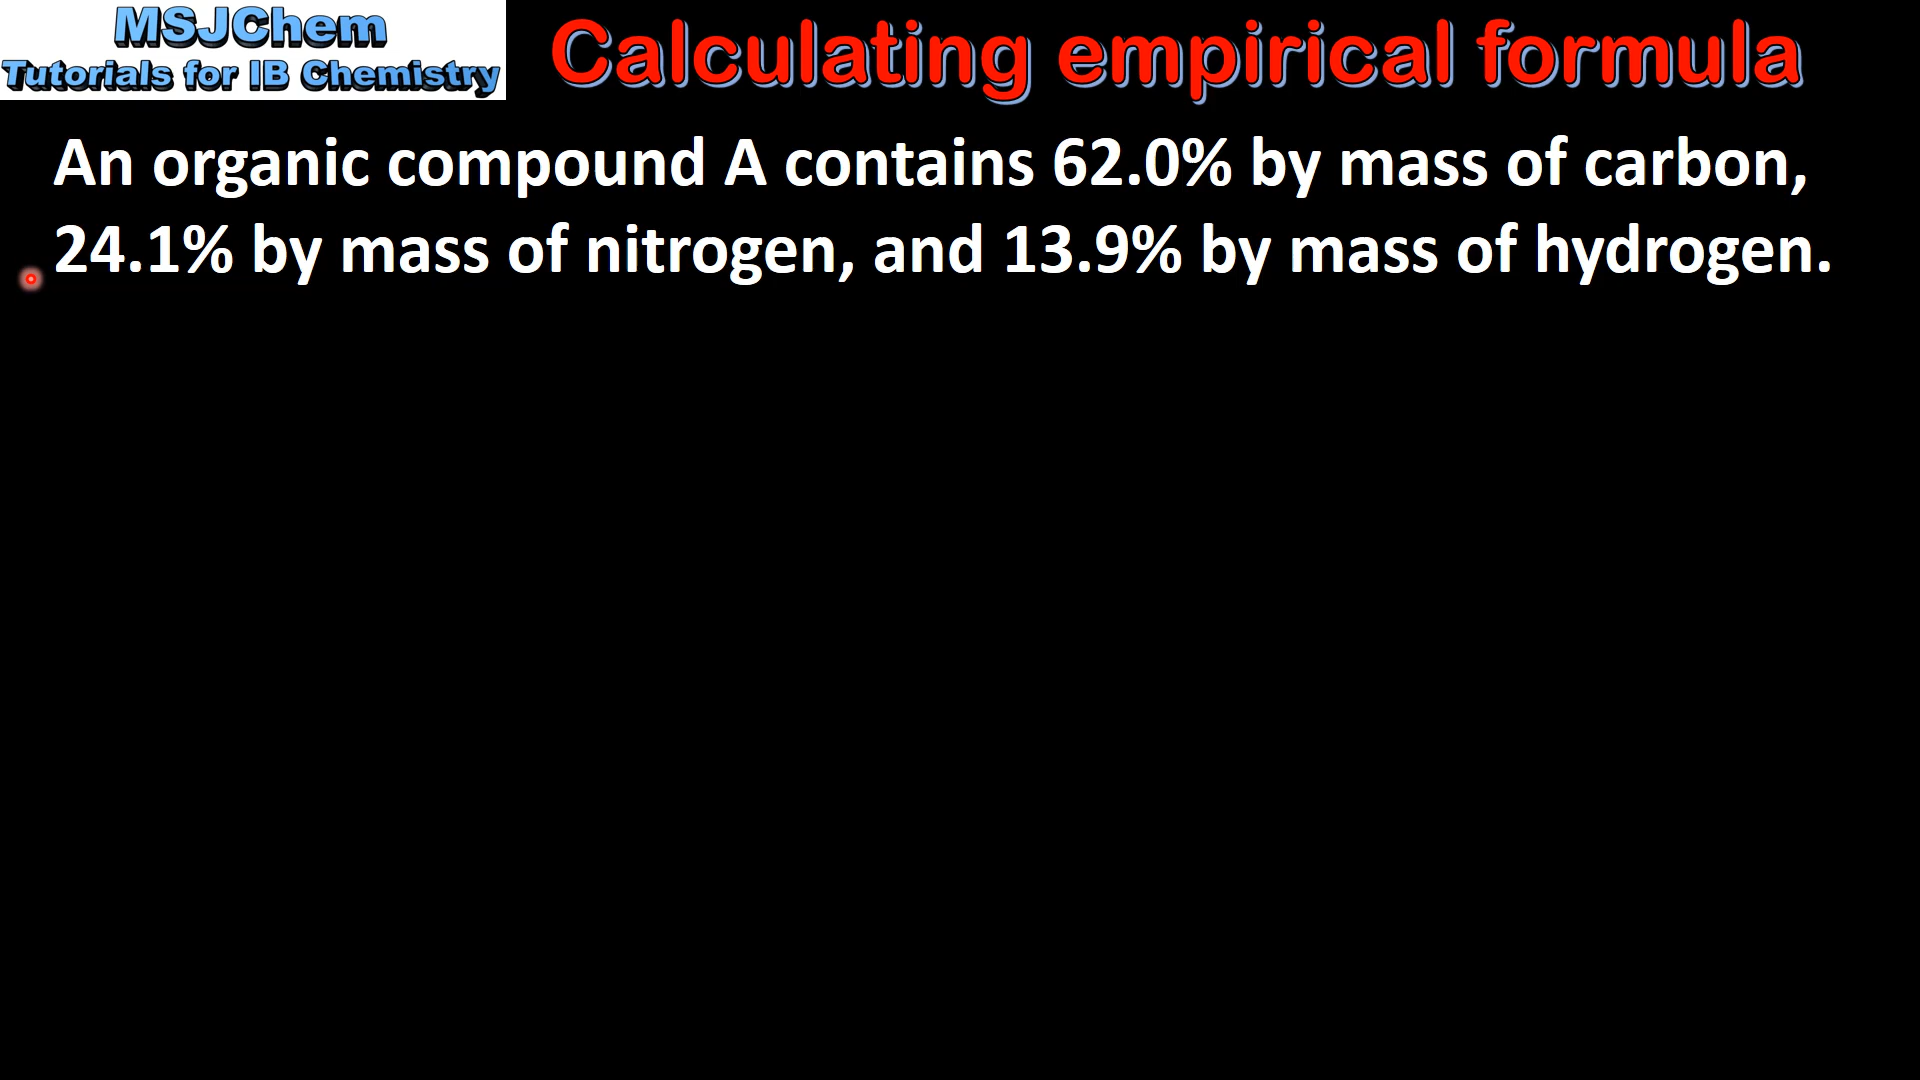 MSJChem
Tutorials for IB Chemistry
Calculating empirical formula
An organic compound A contains 62.0% by mass of carbon,
24.1% by mass of nitrogen, and 13.9% by mass of hydrogen.